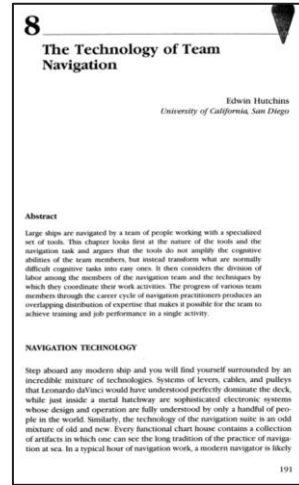 8
The Technology of Team
Navigation
Edwin Hutchins
University of California, San Diego
Abstract
Large ships are navigated by a team of people working with a specialized
set of tools. This chapter looks first at the nature of the tools and the
navigation task and argues that the tools do not amplify the cognitive
abilities of the team members, but instead transform what are normally
difficult cognitive tasks into easy ones. It then considers the division of
labor among the members of the navigation team and the techniques by
which they coordinate their work activities. The progress of various team
members through the career cycle of navigation practitioners produces an
overlapping distribution of expertise that makes it possible for the team to
achieve training and job performance in a single activity.
NAVIGATION TECHNOLOGY
Step aboard any modern ship and you will find yourself surrounded by an
incredible mixture of technologies. Systems of levers, cables, and pulleys
that Leonardo daVinci would have understood perfectly dominate the deck,
while just inside a metal hatchway are sophisticated electronic systems
whose design and operation are fully understood by only a handful of peo-
ple in the world. Similarly, the technology of the navigation suite is an odd
mixture of old and new. Every functional chart house contains a collection
of artifacts in which one can see the long tradition of the practice of naviga-
tion at sea. In a typical hour of navigation work, a modern navigator is likely
191